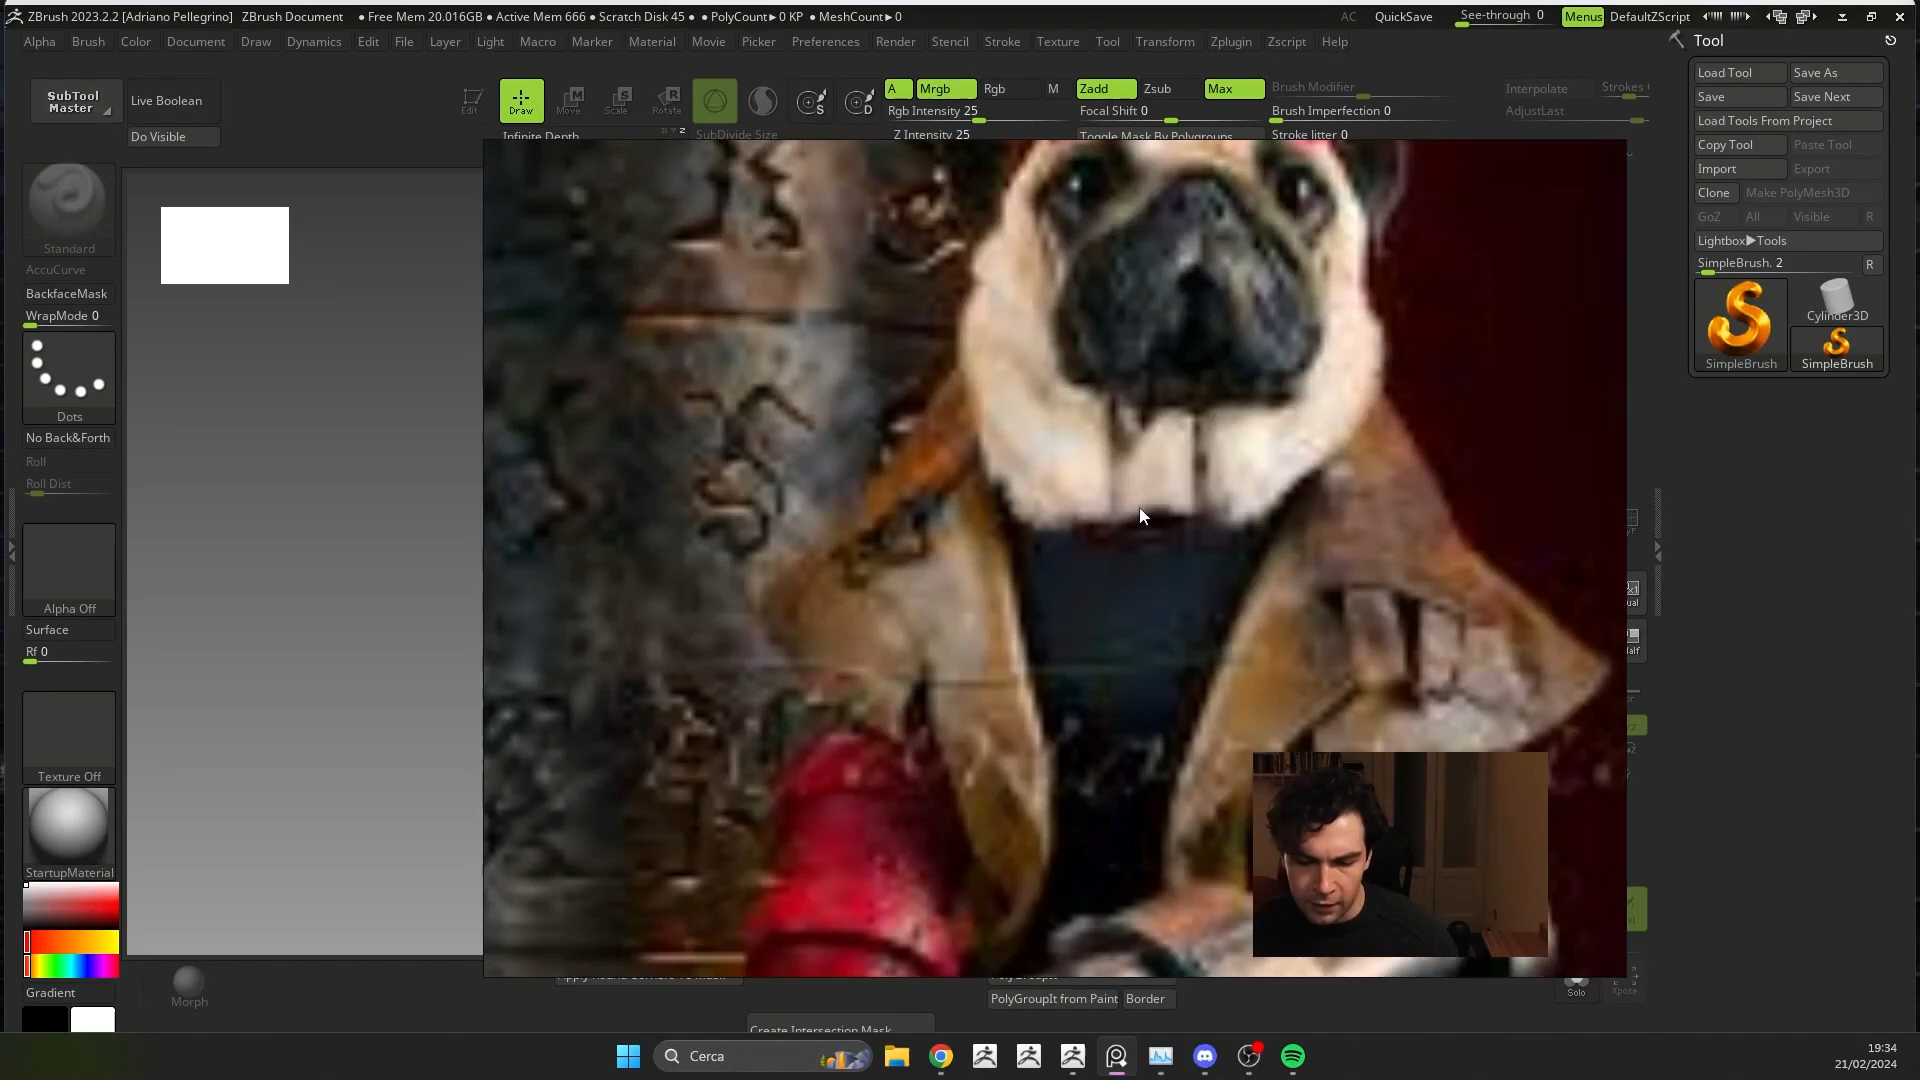 ZBrush 2023.2.2 [Adriano Pellegrino]   ZBrush Document   ● Free Mem 20.016GB ● Active Mem 666 ● Scratch Disk 45 ●  ● PolyCount► 0 KP  ● MeshCount► 0   AC   QuickSave   See-through 0   Menus   DefaultZScript
Alpha Brush Color Document Draw Dynamics Edit File Layer Light Macro Marker Material Movie Picker Preferences Render Stencil Stroke Texture Tool Transform Zplugin Zscript Help
SubTool
Master
Live Boolean
Do Visible
Edit Draw Move Scale Rotate
A Mrgb Rgb M Zadd Zsub Max Brush Modifier
Rgb Intensity 25 Focal Shift 0 Brush Imperfection 0
Infinite Depth SubDivide Size Z Intensity 25 Toggle Mask By Polygroups Stroke Jitter 0
Interpolate Strokes
AdjustLast
Standard
AccuCurve
BackfaceMask
WrapMode 0
Dots
No Back&Forth
Roll
Roll Dist
Alpha Off
Surface
Rf 0
Texture Off
StartupMaterial
Gradient
Morph
Apply Round Corners To Mask
PolyGroupIt
PolyGroupIt from Paint Border
Create Intersection Mask
Solo Xpose
Tool
Load Tool Save As
Save Save Next
Load Tools From Project
Copy Tool Paste Tool
Import Export
Clone Make PolyMesh3D
GoZ All Visible R
Lightbox►Tools
SimpleBrush. 2 R
Cylinder3D
SimpleBrush SimpleBrush
Cerca
19:34
21/02/2024